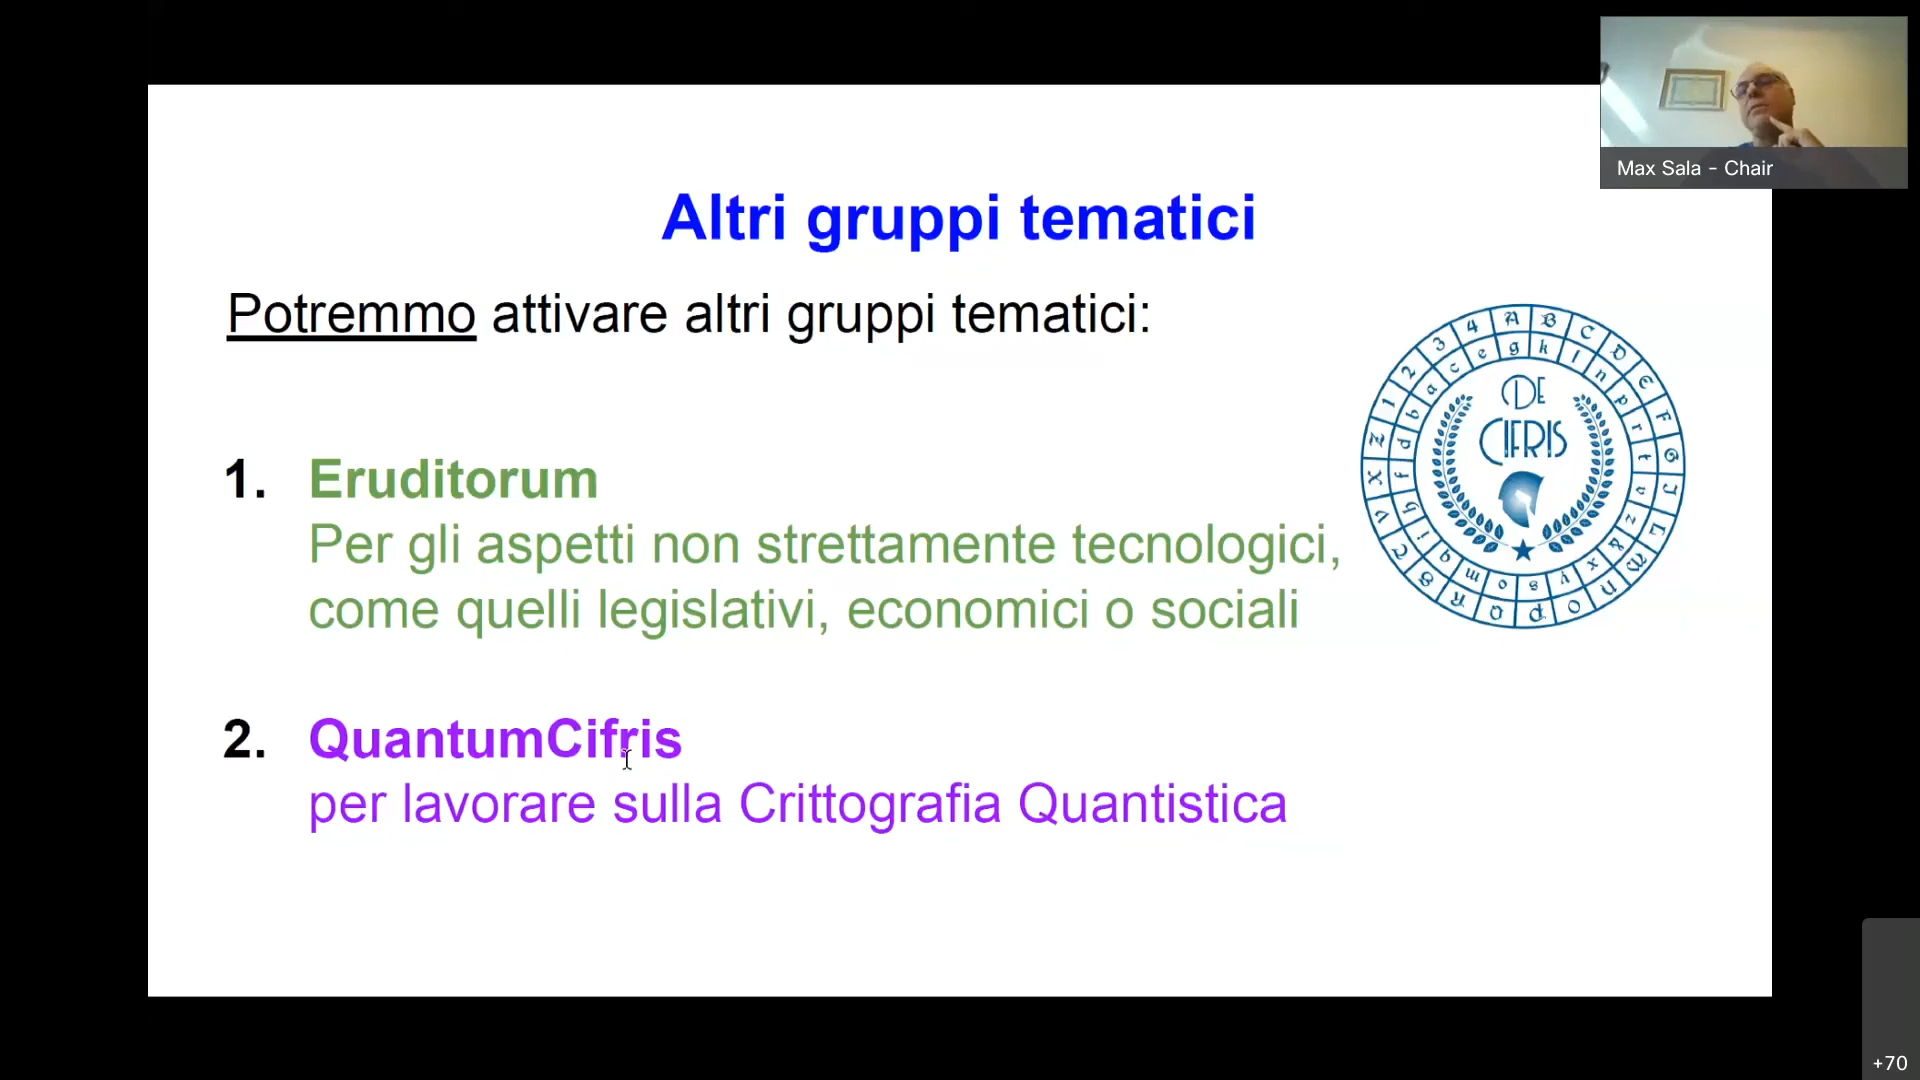 Max Sala - Chair
Altri gruppi tematici
Potremmo attivare altri gruppi tematici:
1. Eruditorum
Per gli aspetti non strettamente tecnologici,
come quelli legislativi, economici o sociali
2. QuantumCifris
per lavorare sulla Crittografia Quantistica
DE
CIFRIS
+70